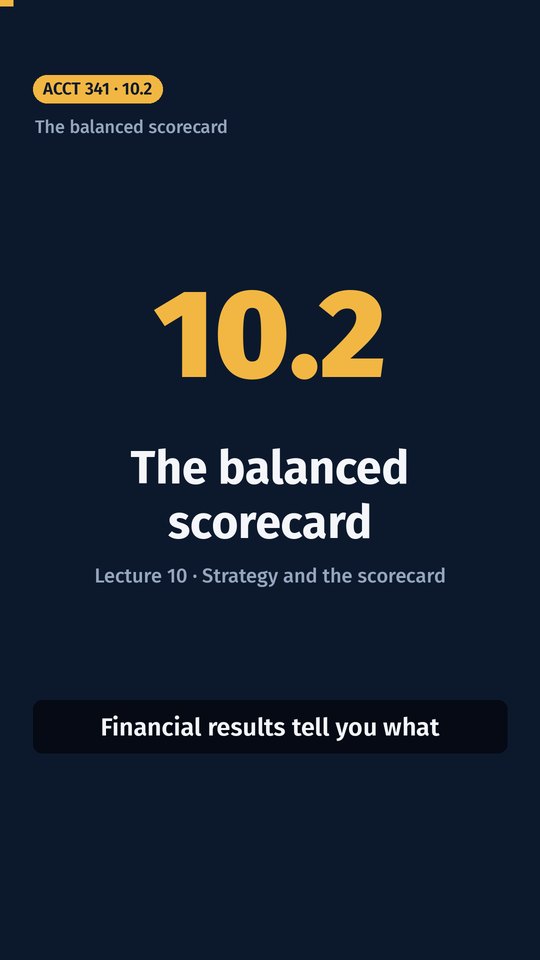 ACCT 341 · 10.2
The balanced scorecard
10.2
The balanced
scorecard
Lecture 10 · Strategy and the scorecard
Financial results tell you what